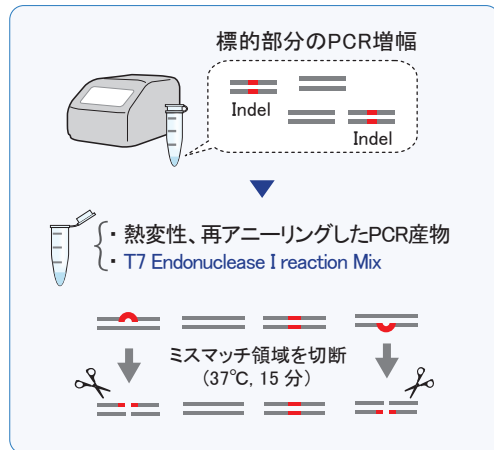 標的部分のPCR増幅
Indel
Indel
・熱変性、再アニーリングしたPCR産物
・T7 Endonuclease I reaction Mix
ミスマッチ領域を切断
(37℃, 15 分)